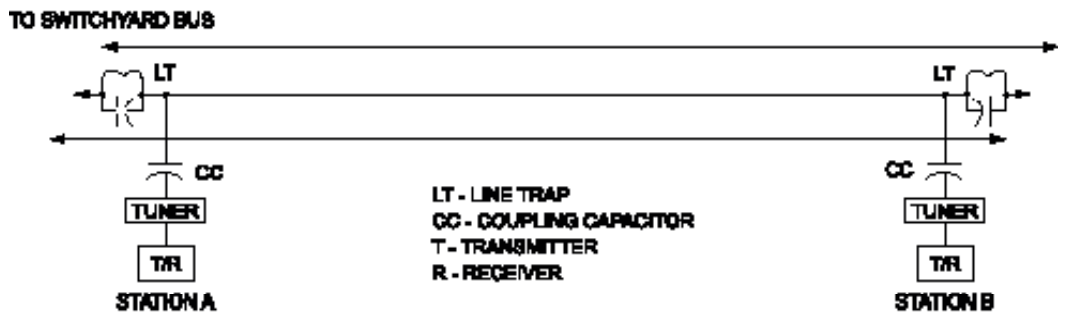 TO SWITCHYARD BUS
LT
LT
CC
CC
LT - LINE TRAP
CC - COUPLING CAPACITOR
T - TRANSMITTER
R - RECEIVER
TUNER
TUNER
T/R
T/R
STATION A
STATION B